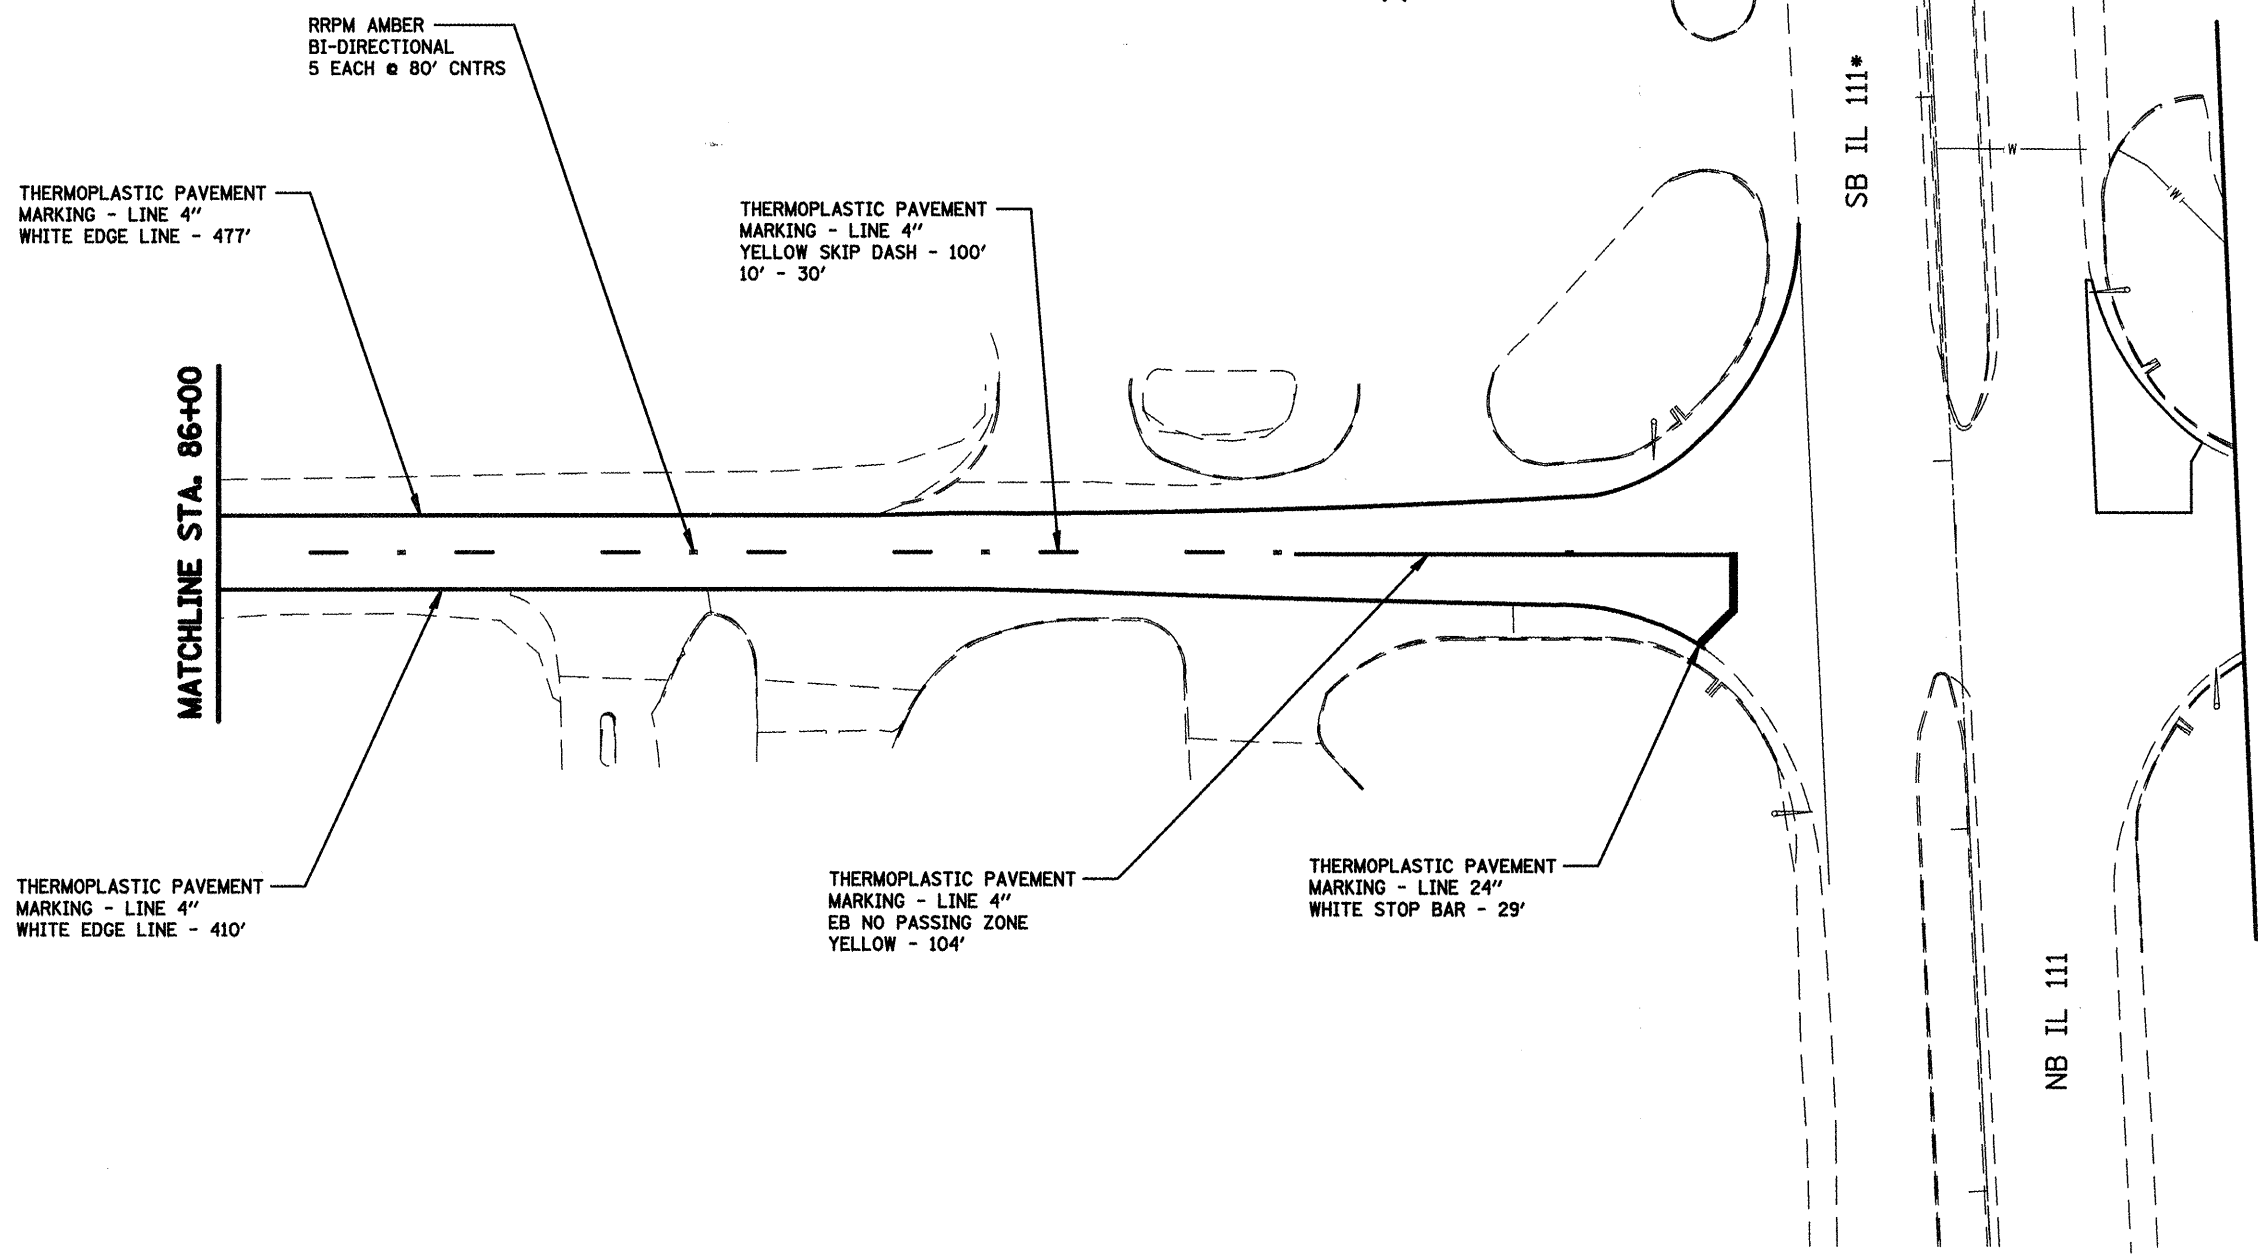 RRPM AMBER
BI-DIRECTIONAL
5 EACH @ 80' CNTRS
THERMOPLASTIC PAVEMENT
MARKING - LINE 4"
WHITE EDGE LINE - 477'
THERMOPLASTIC PAVEMENT
MARKING - LINE 4"
YELLOW SKIP DASH - 100'
10' - 30'
SB IL 111*
W
W
MATCHLINE STA. 86+00
THERMOPLASTIC PAVEMENT
MARKING - LINE 4"
WHITE EDGE LINE - 410'
THERMOPLASTIC PAVEMENT
MARKING - LINE 4"
EB NO PASSING ZONE
YELLOW - 104'
THERMOPLASTIC PAVEMENT
MARKING - LINE 24"
WHITE STOP BAR - 29'
NB IL 111